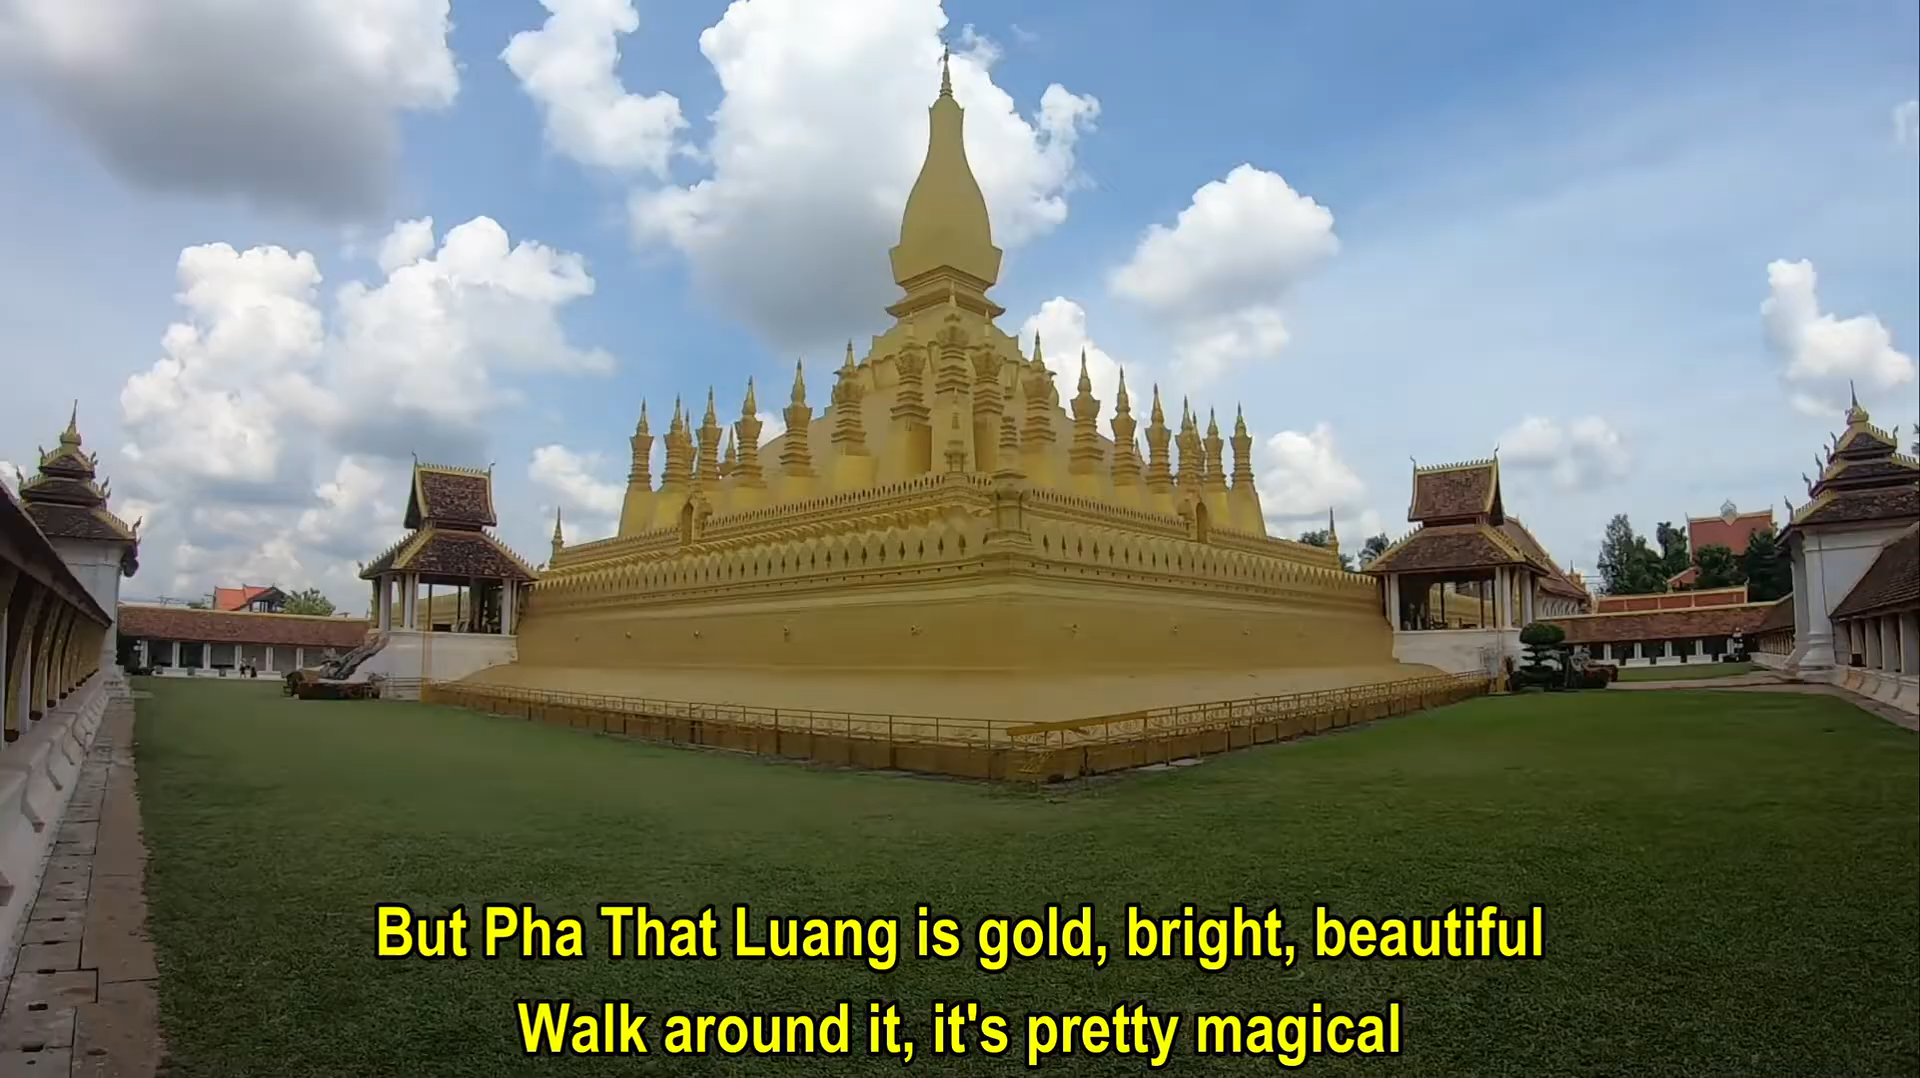 But Pha That Luang is gold, bright, beautiful
Walk around it, it's pretty magical